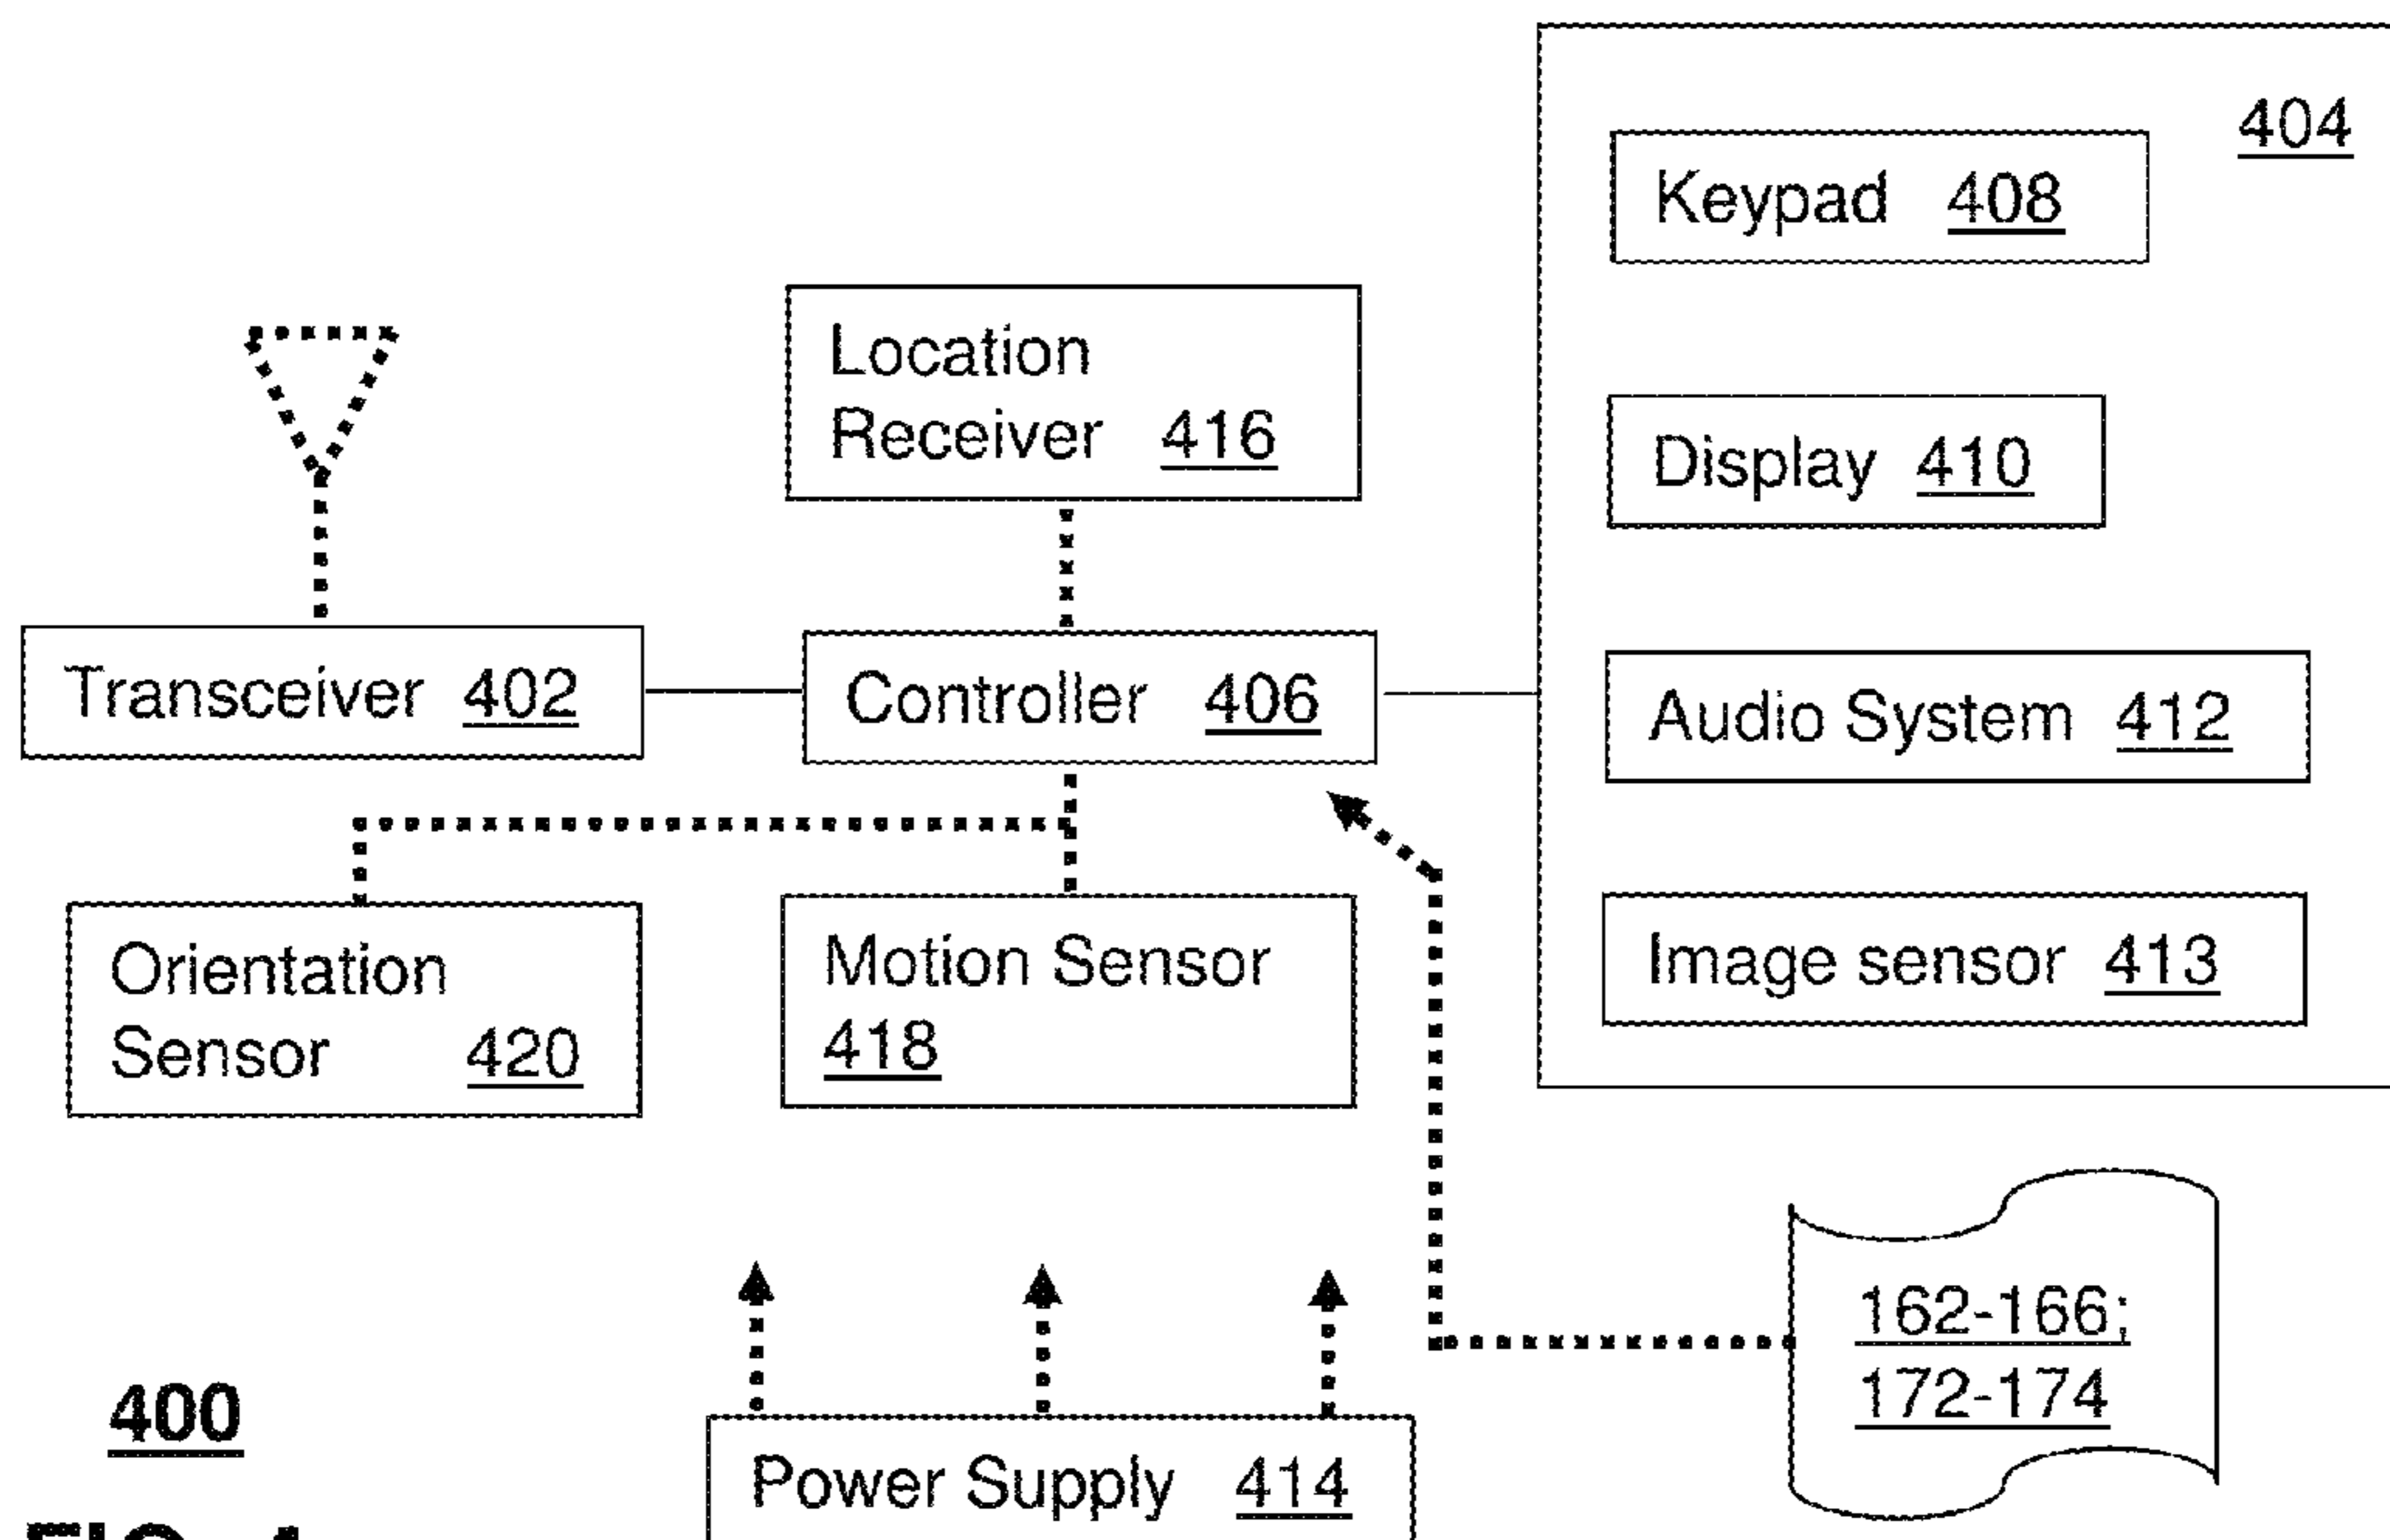 404
Keypad 408
Location
Receiver 416
Display 410
Transceiver 402
Controller 406
Audio System 412
Orientation
Sensor 420
Motion Sensor
418
Image sensor 413
162-166;
172-174
400
Power Supply 414